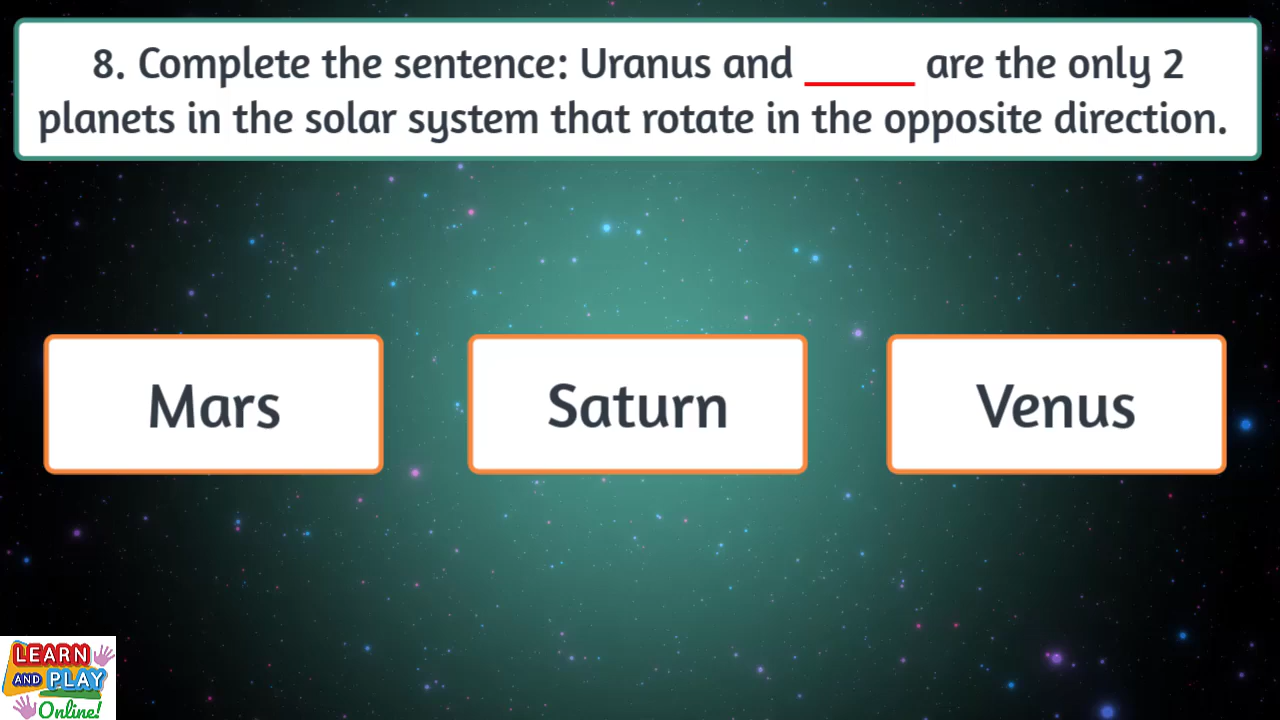 8. Complete the sentence: Uranus and _____ are the only 2
planets in the solar system that rotate in the opposite direction.
Mars
Saturn
Venus
LEARN
AND PLAY
Online!